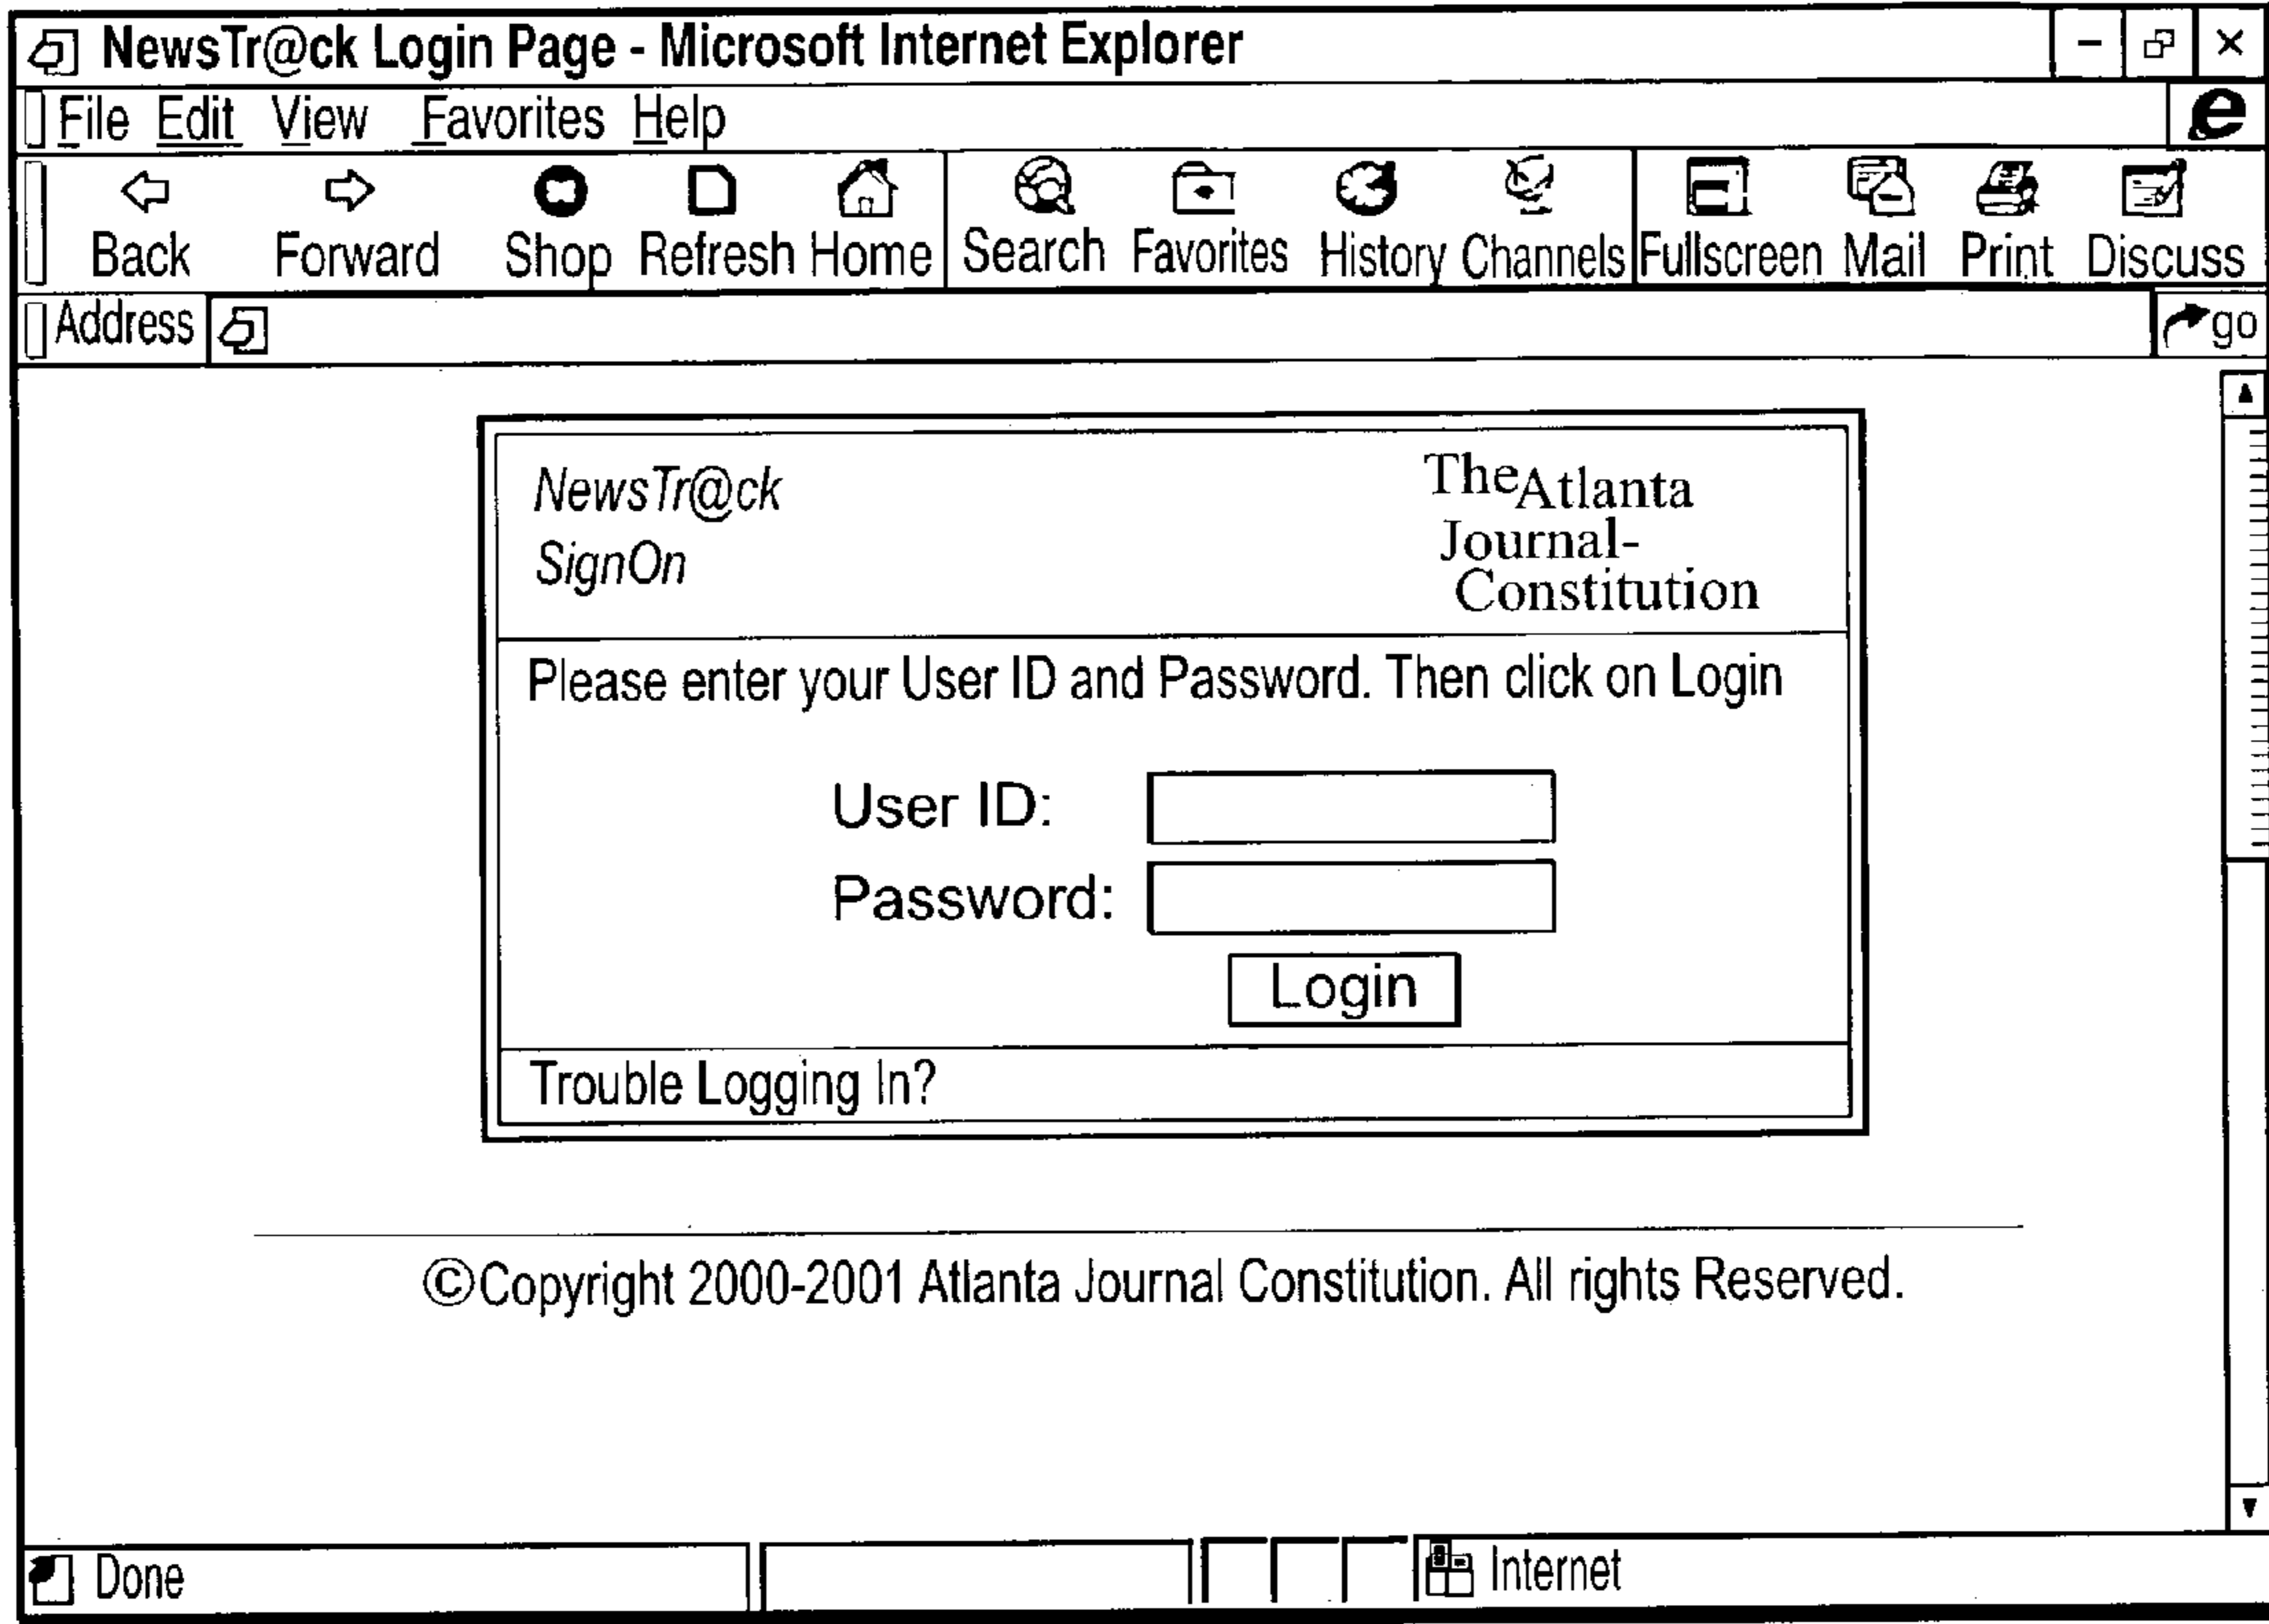 NewsTr@ck Login Page - Microsoft Internet Explorer
File Edit View Favorites Help
Back Forward Shop Refresh Home Search Favorites History Channels Fullscreen Mail Print Discuss
Address go
NewsTr@ck
SignOn
The Atlanta
Journal-
Constitution
Please enter your User ID and Password. Then click on Login
User ID:
Password:
Login
Trouble Logging In?
©Copyright 2000-2001 Atlanta Journal Constitution. All rights Reserved.
Done Internet